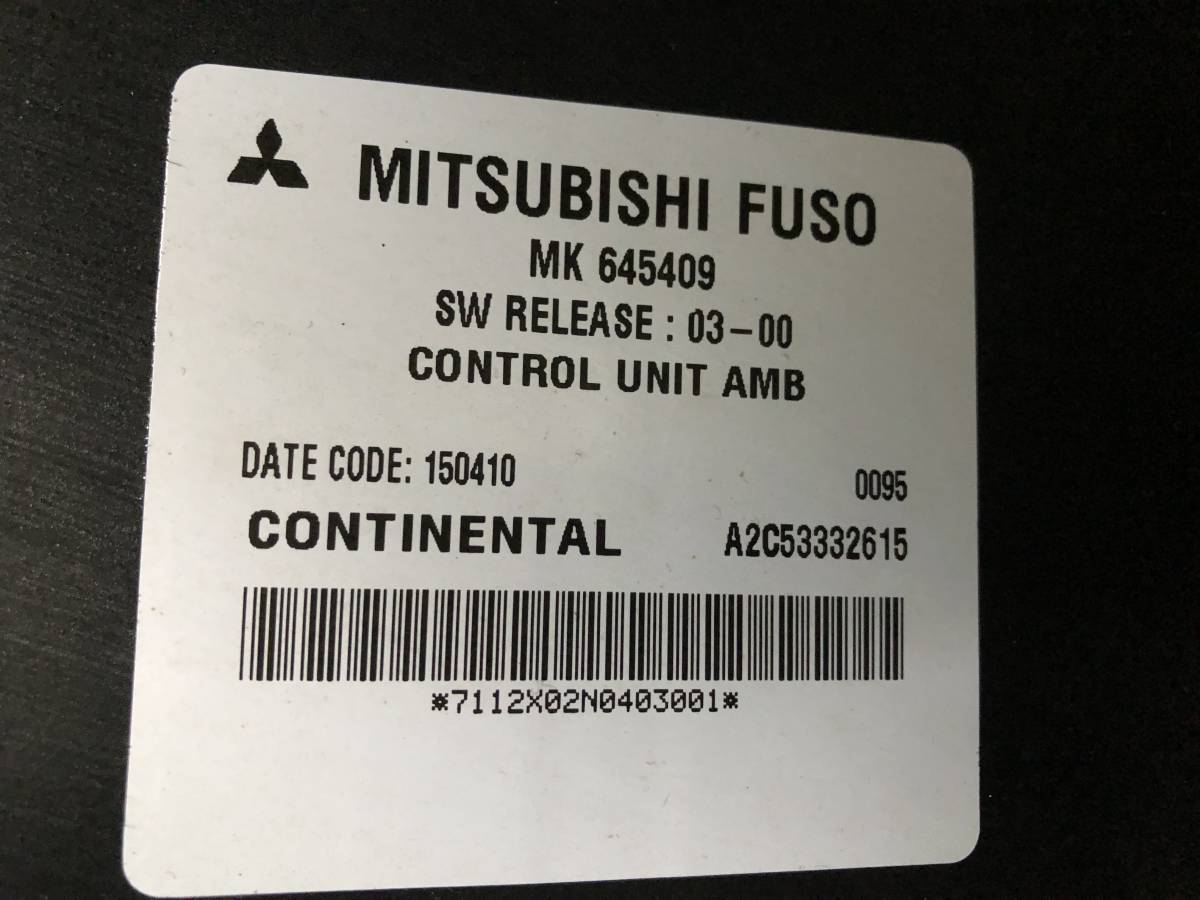 MITSUBISHI FUSO
MK 645409
SW RELEASE : 03-00
CONTROL UNIT AMB
DATE CODE: 150410 0095
CONTINENTAL A2C53332615
*7112X02N0403001*